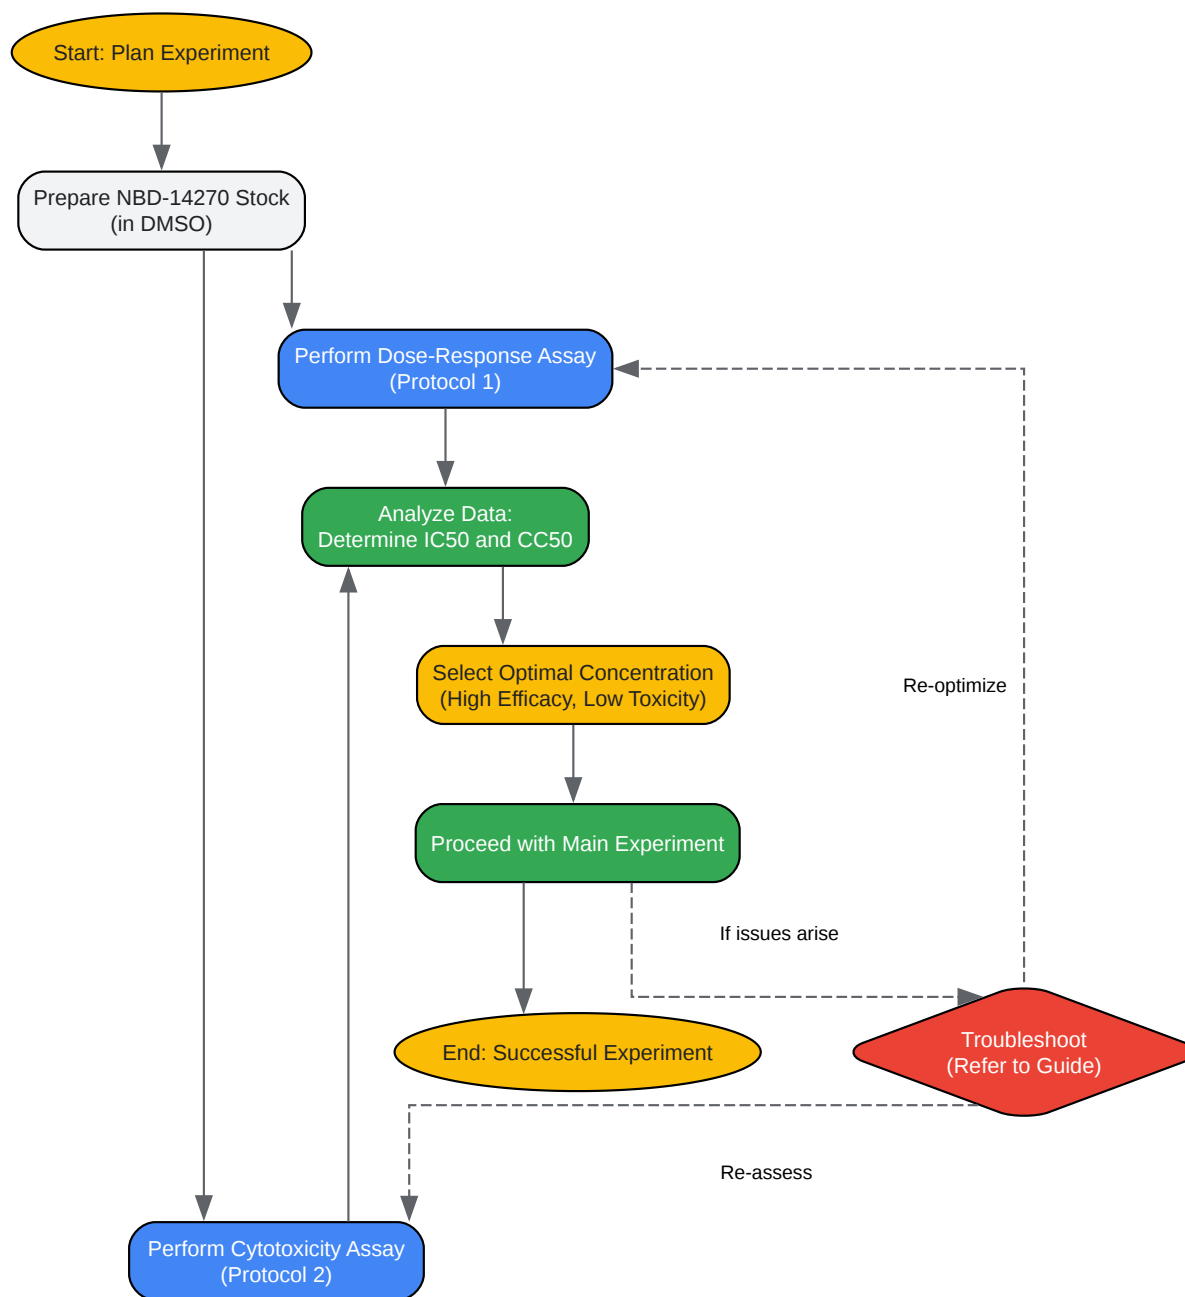 Start: Plan Experiment
Prepare NBD-14270 Stock
(in DMSO)
Perform Dose-Response Assay
(Protocol 1)
Analyze Data:
Determine IC50 and CC50
Select Optimal Concentration
(High Efficacy, Low Toxicity)
Re-optimize
Proceed with Main Experiment
If issues arise
End: Successful Experiment
Troubleshoot
(Refer to Guide)
Re-assess
Perform Cytotoxicity Assay
(Protocol 2)